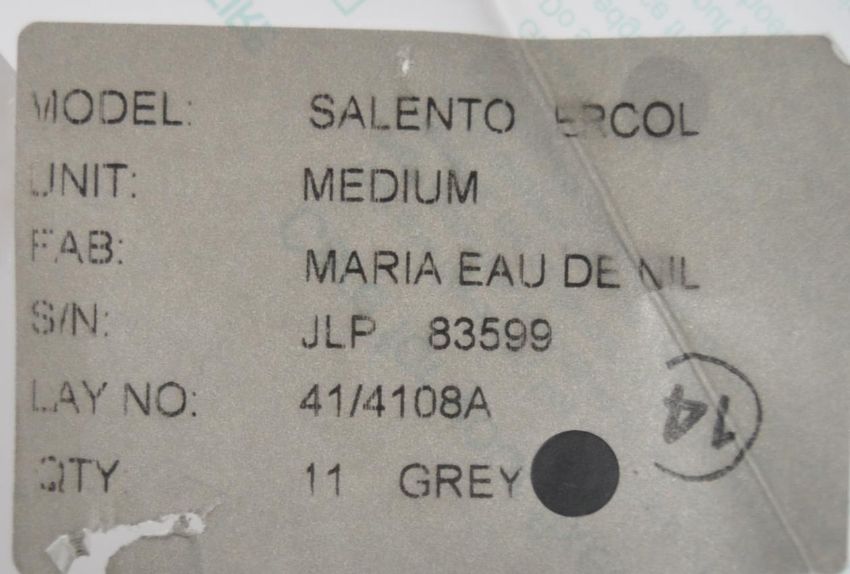 MODEL: SALENTO ERCOL
UNIT: MEDIUM
FAB: MARIA EAU DE NIL
S/N: JLP 83599
LAY NO: 41/4108A
14
QTY 11 GREY